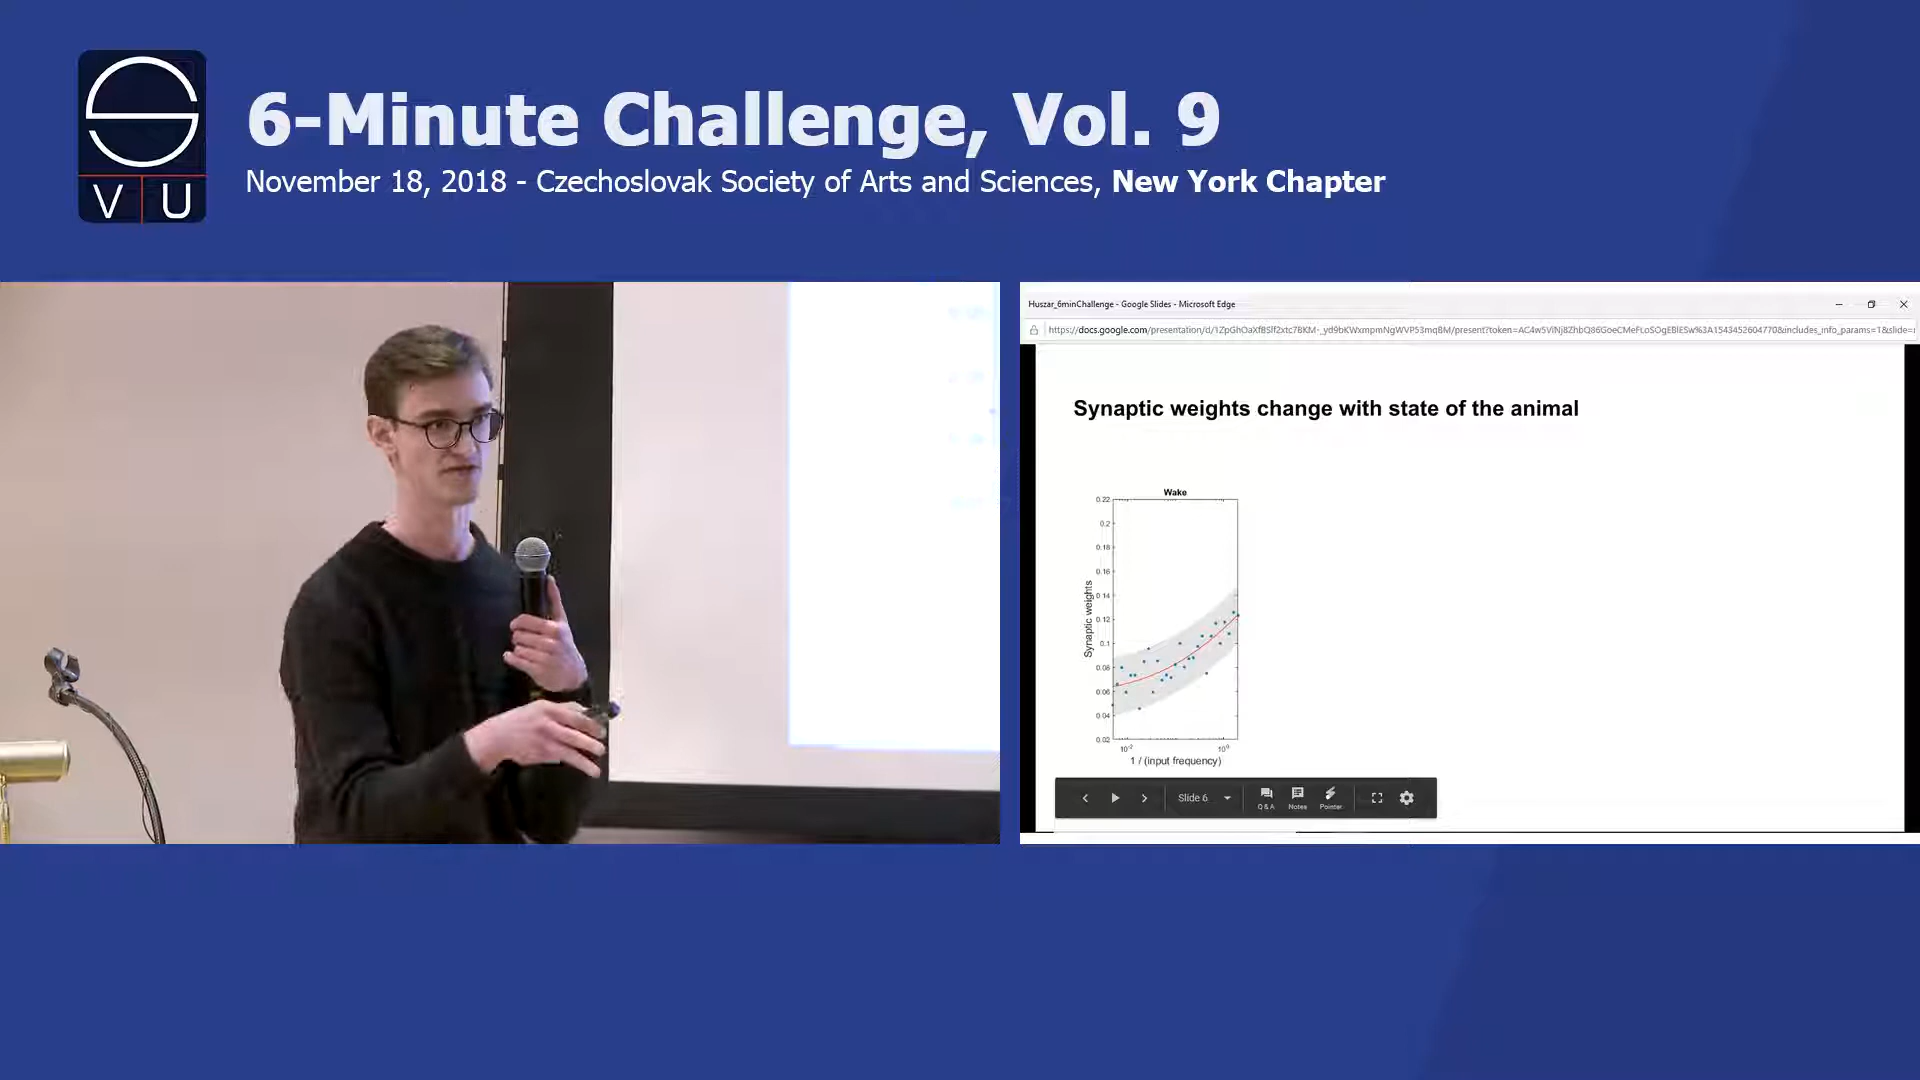 S
V U
6-Minute Challenge, Vol. 9
November 18, 2018 - Czechoslovak Society of Arts and Sciences, New York Chapter
Huszar_6minChallenge - Google Slides - Microsoft Edge
Synaptic weights change with state of the animal
Wake
0.22
0.2
0.18
0.16
0.14
0.12
0.1
0.08
0.06
0.04
0.02
Synaptic weights
10-2 100
1 / (input frequency)
Slide 6
Q & A Notes Pointer